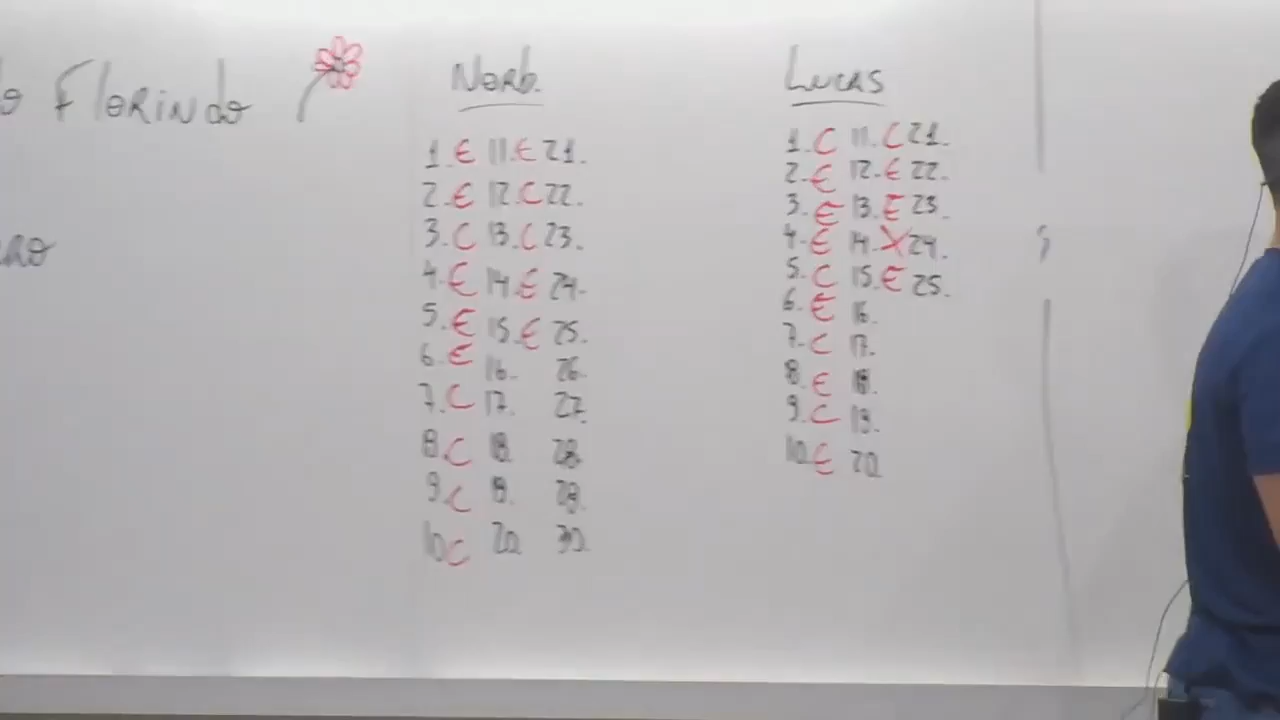 Florindo
Norb.
1. E 11. E 21.
2. E 12. C 22.
3. C 13. C 23.
4. E 14. E 24.
5. E 15. E 25.
6. E 16. 26.
7. C 17. 27.
8. C 18. 28
9. C 19. 29.
10. C 20. 30.
Lucas
1. C 11. C 21.
2. E 12. E 22.
3. E 13. E 23.
4. E 14. X 24.
5. C 15. E 25.
6. E 16.
7. C 17.
8. E 18.
9. C 19.
10. E 20.